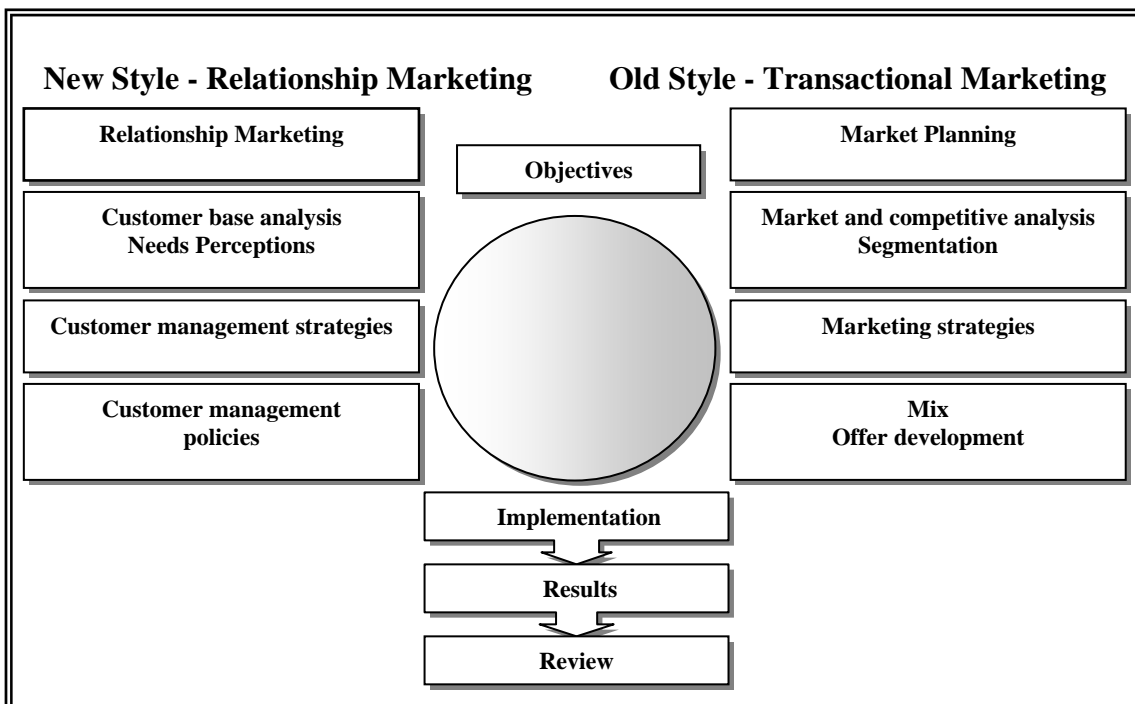 New Style - Relationship Marketing
Old Style - Transactional Marketing
Relationship Marketing
Customer base analysis
Needs Perceptions
Customer management strategies
Customer management
policies
Objectives
Market Planning
Market and competitive analysis
Segmentation
Marketing strategies
Mix
Offer development
Implementation
Results
Review